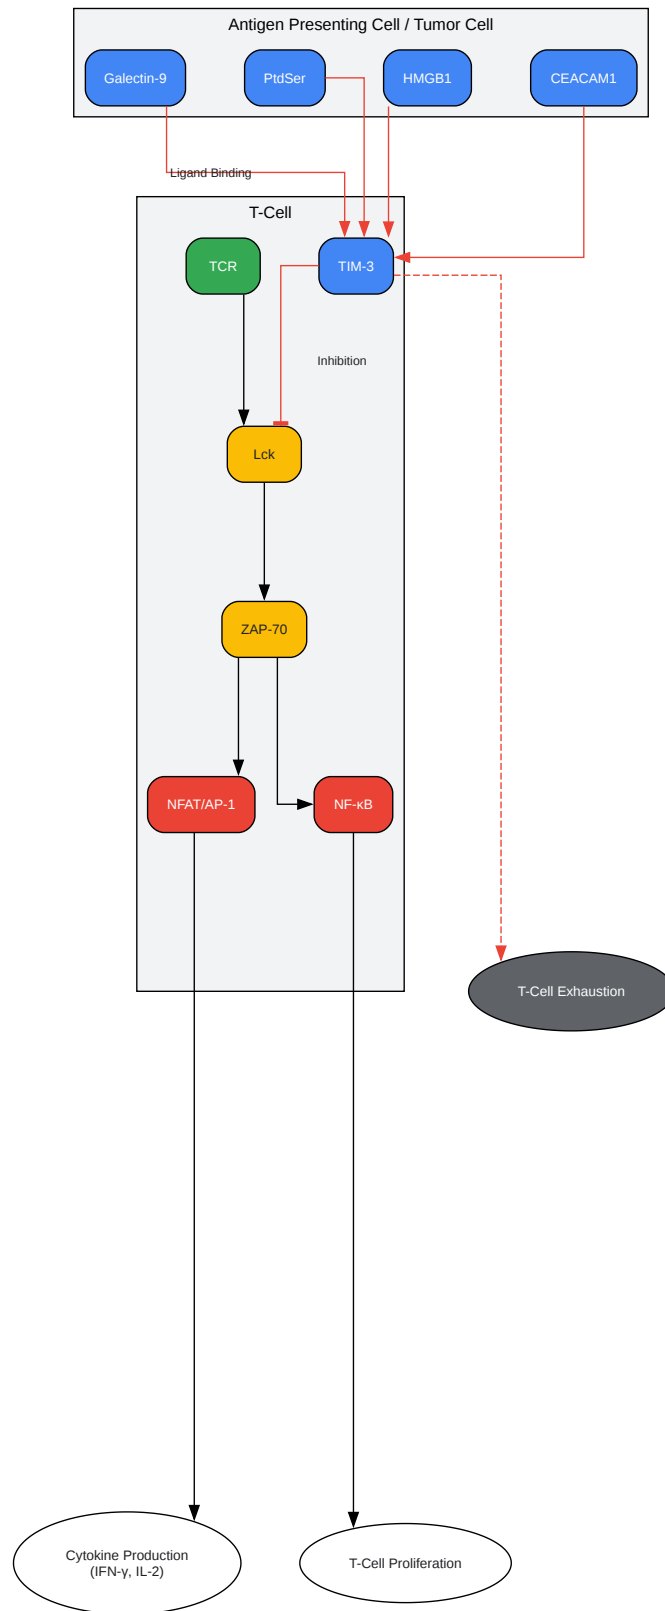 Antigen Presenting Cell / Tumor Cell
Galectin-9
PtdSer
HMGB1
CEACAM1
Ligand Binding
T-Cell
TCR
TIM-3
Inhibition
Lck
ZAP-70
NFAT/AP-1
NF-κB
T-Cell Exhaustion
Cytokine Production
(IFN-γ, IL-2)
T-Cell Proliferation